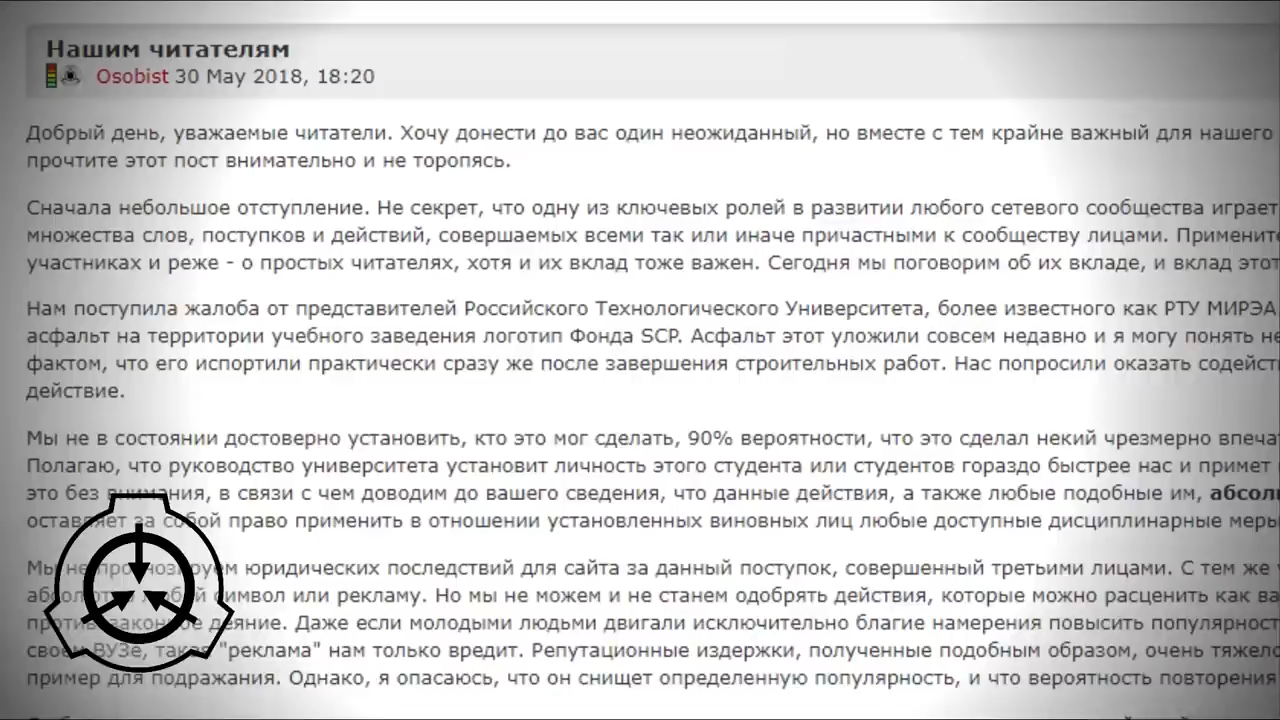 Нашим читателям
Osobist 30 May 2018, 18:20
Добрый день, уважаемые читатели. Хочу донести до вас один неожиданный, но вместе с тем крайне важный для нашего
прочтите этот пост внимательно и не торопясь.
Сначала небольшое отступление. Не секрет, что одну из ключевых ролей в развитии любого сетевого сообщества играет
множества слов, поступков и действий, совершаемых всеми так или иначе причастными к сообществу лицами. Применит
участниках и реже - о простых читателях, хотя и их вклад тоже важен. Сегодня мы поговорим об их вкладе, и вклад этот
Нам поступила жалоба от представителей Российского Технологического Университета, более известного как РТУ МИРЭА
асфальт на территории учебного заведения логотип Фонда SCP. Асфальт этот уложили совсем недавно и я могу понять не
фактом, что его испортили практически сразу же после завершения строительных работ. Нас попросили оказать содейст
действие.
Мы не в состоянии достоверно установить, кто это мог сделать, 90% вероятности, что это сделал некий чрезмерно впеча
Полагаю, что руководство университета установит личность этого студента или студентов гораздо быстрее нас и примет
это без внимания, в связи с чем доводим до вашего сведения, что данные действия, а также любые подобные им, абсол
оставляет за собой право применить в отношении установленных виновных лиц любые доступные дисциплинарные меры
Мы не прогнозируем юридических последствий для сайта за данный поступок, совершенный третьими лицами. С тем же
абсолютно любой символ или рекламу. Но мы не можем и не станем одобрять действия, которые можно расценить как ва
противозаконное деяние. Даже если молодыми людьми двигали исключительно благие намерения повысить популярност
своем ВУЗе, такая "реклама" нам только вредит. Репутационные издержки, полученные подобным образом, очень тяжело
пример для подражания. Однако, я опасаюсь, что он снищет определенную популярность, и что вероятность повторения